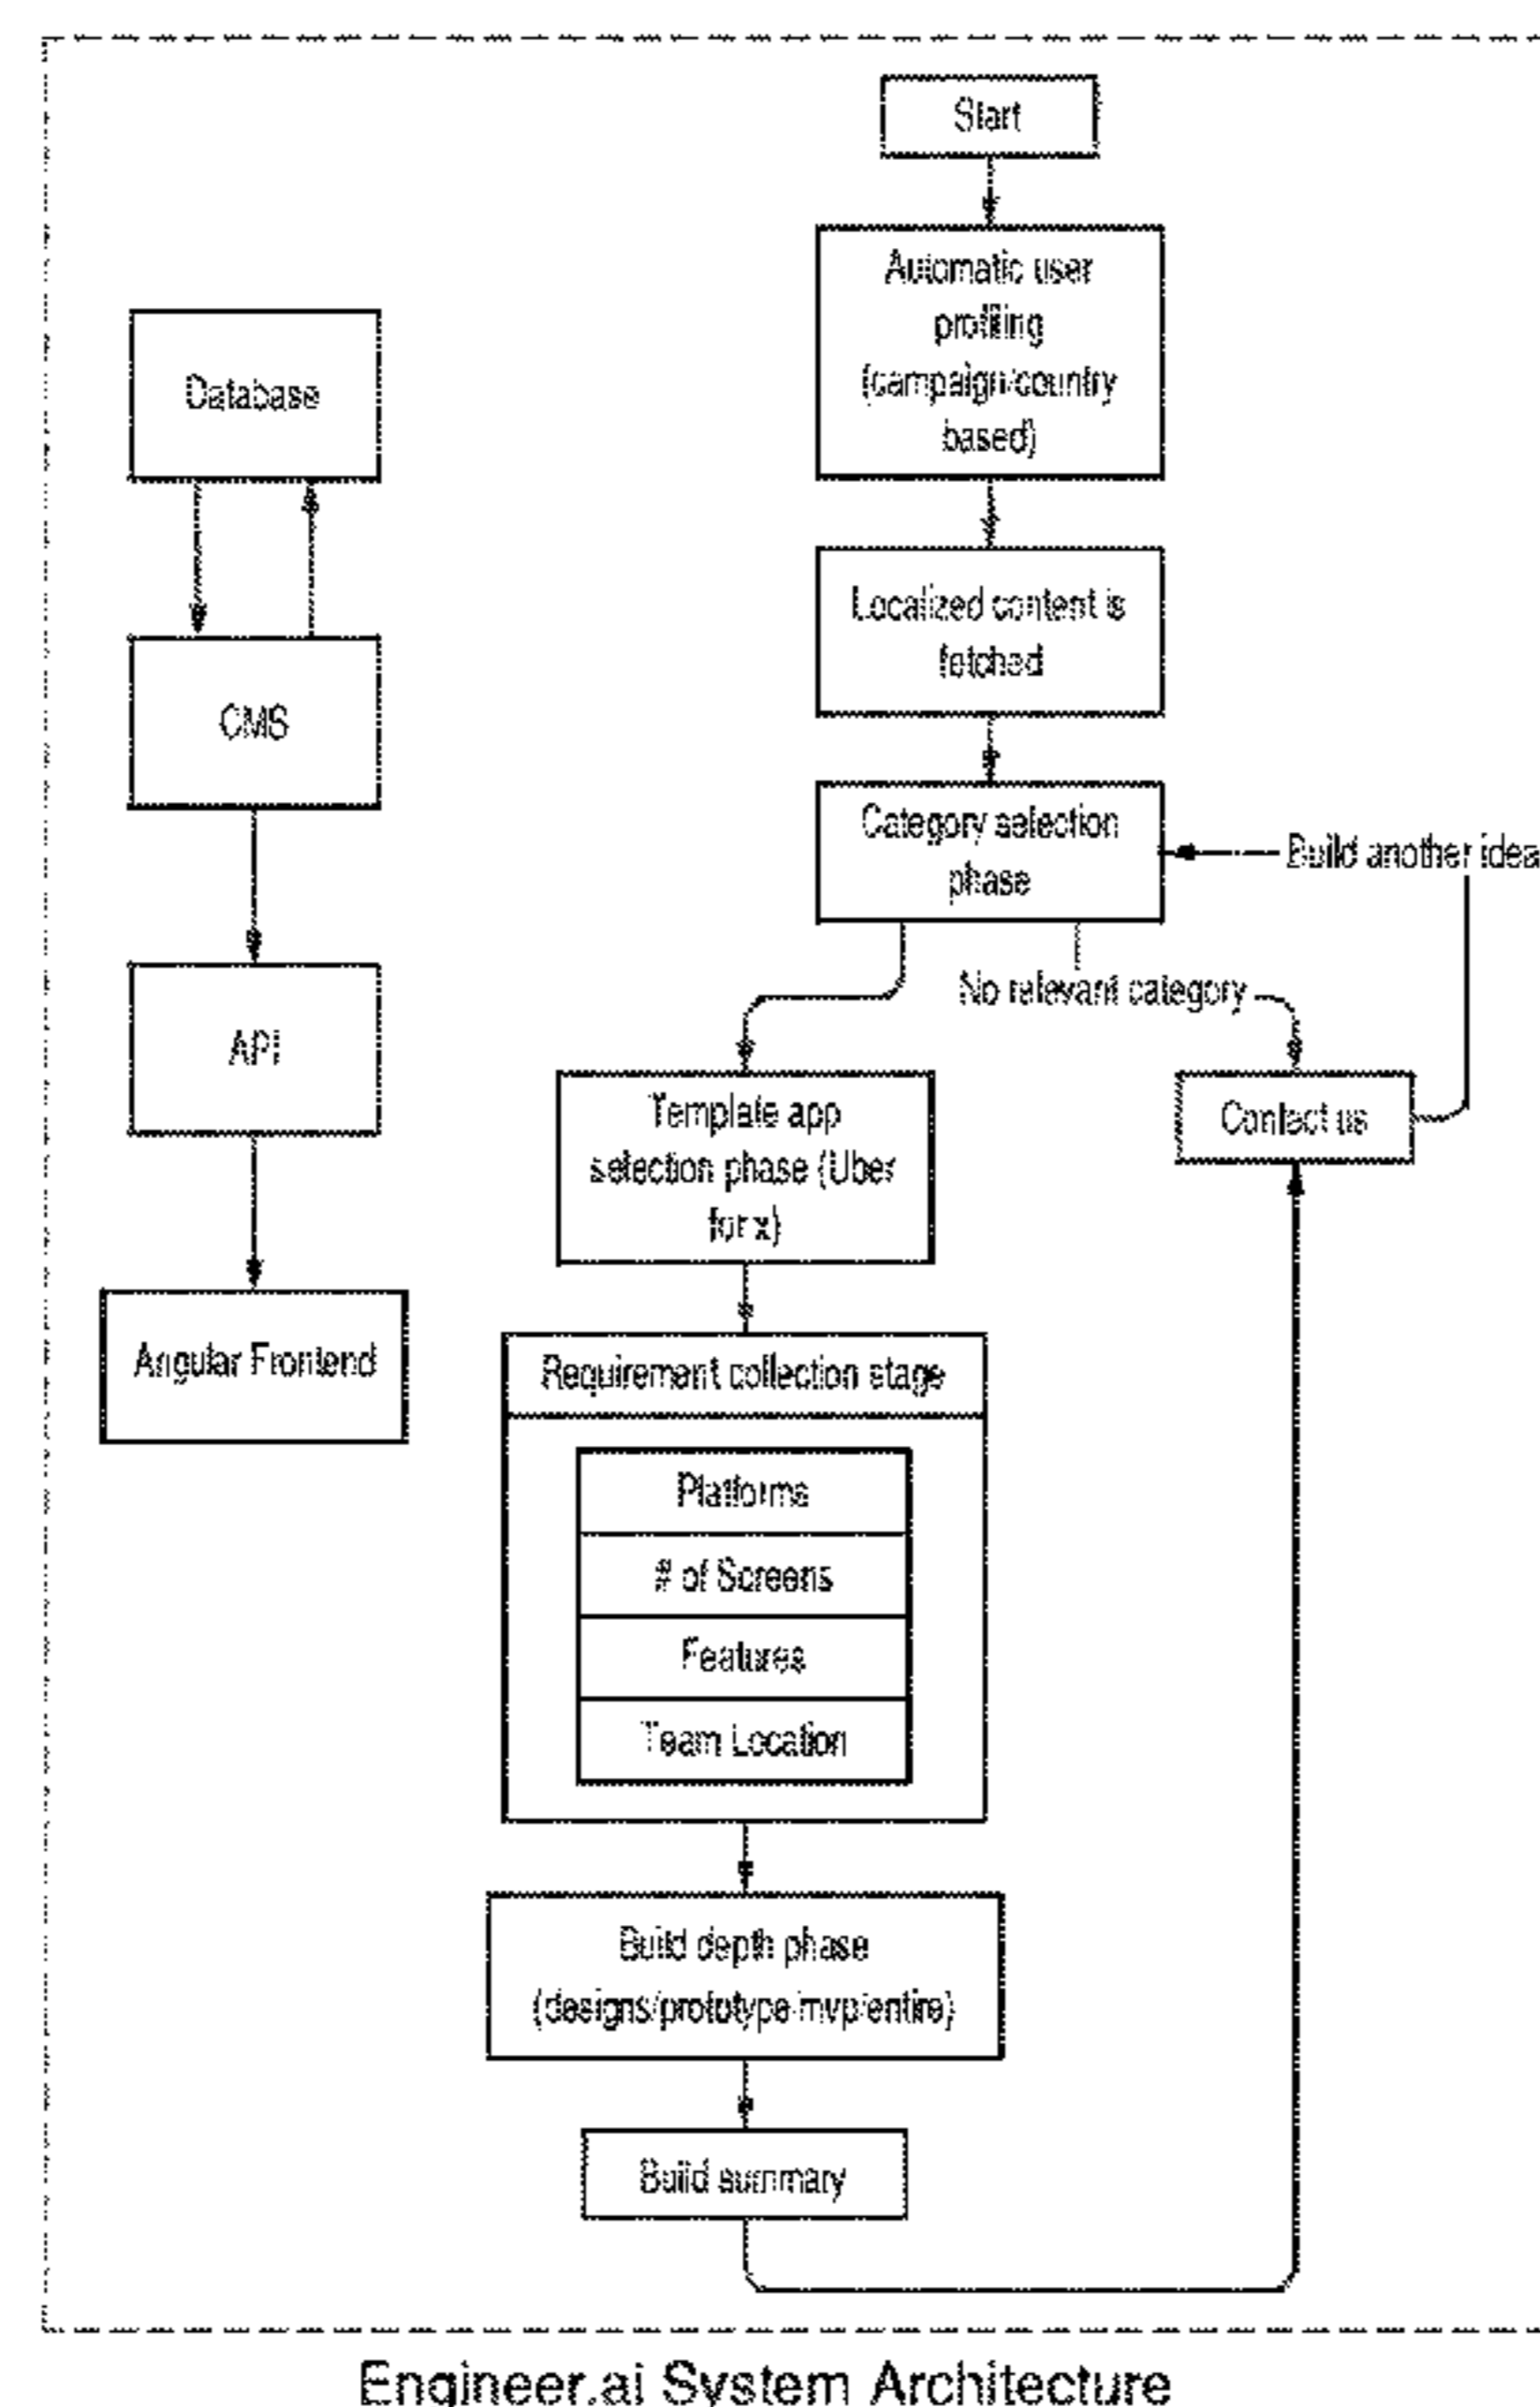 Start
Automatic user
profiling
(campaign/country
based)
Database
Localized content is
fetched
CMS
Category selection
phase
Build another idea
No relevant category
API
Template app
selection phase (Uber
for x)
Contact us
Angular Frontend
Requirement collection stage
Platforms
# of Screens
Features
Team Location
Build depth phase
(designs/prototype/mvp/entire)
Build summary
Engineer.ai System Architecture